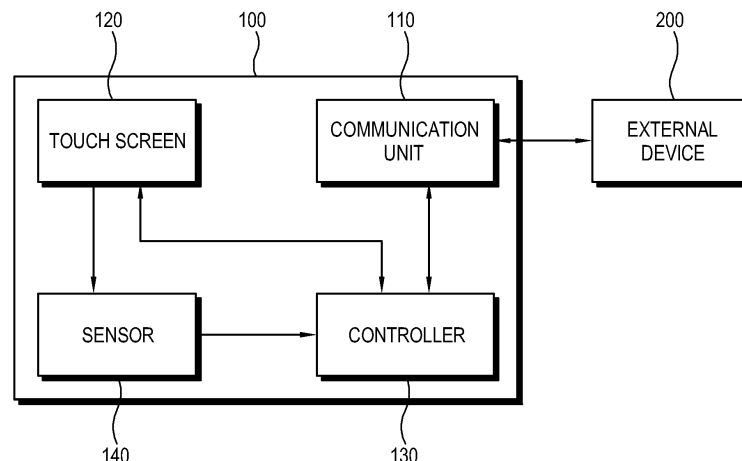 120
100
110
200
TOUCH SCREEN
COMMUNICATION
UNIT
EXTERNAL
DEVICE
SENSOR
CONTROLLER
140
130